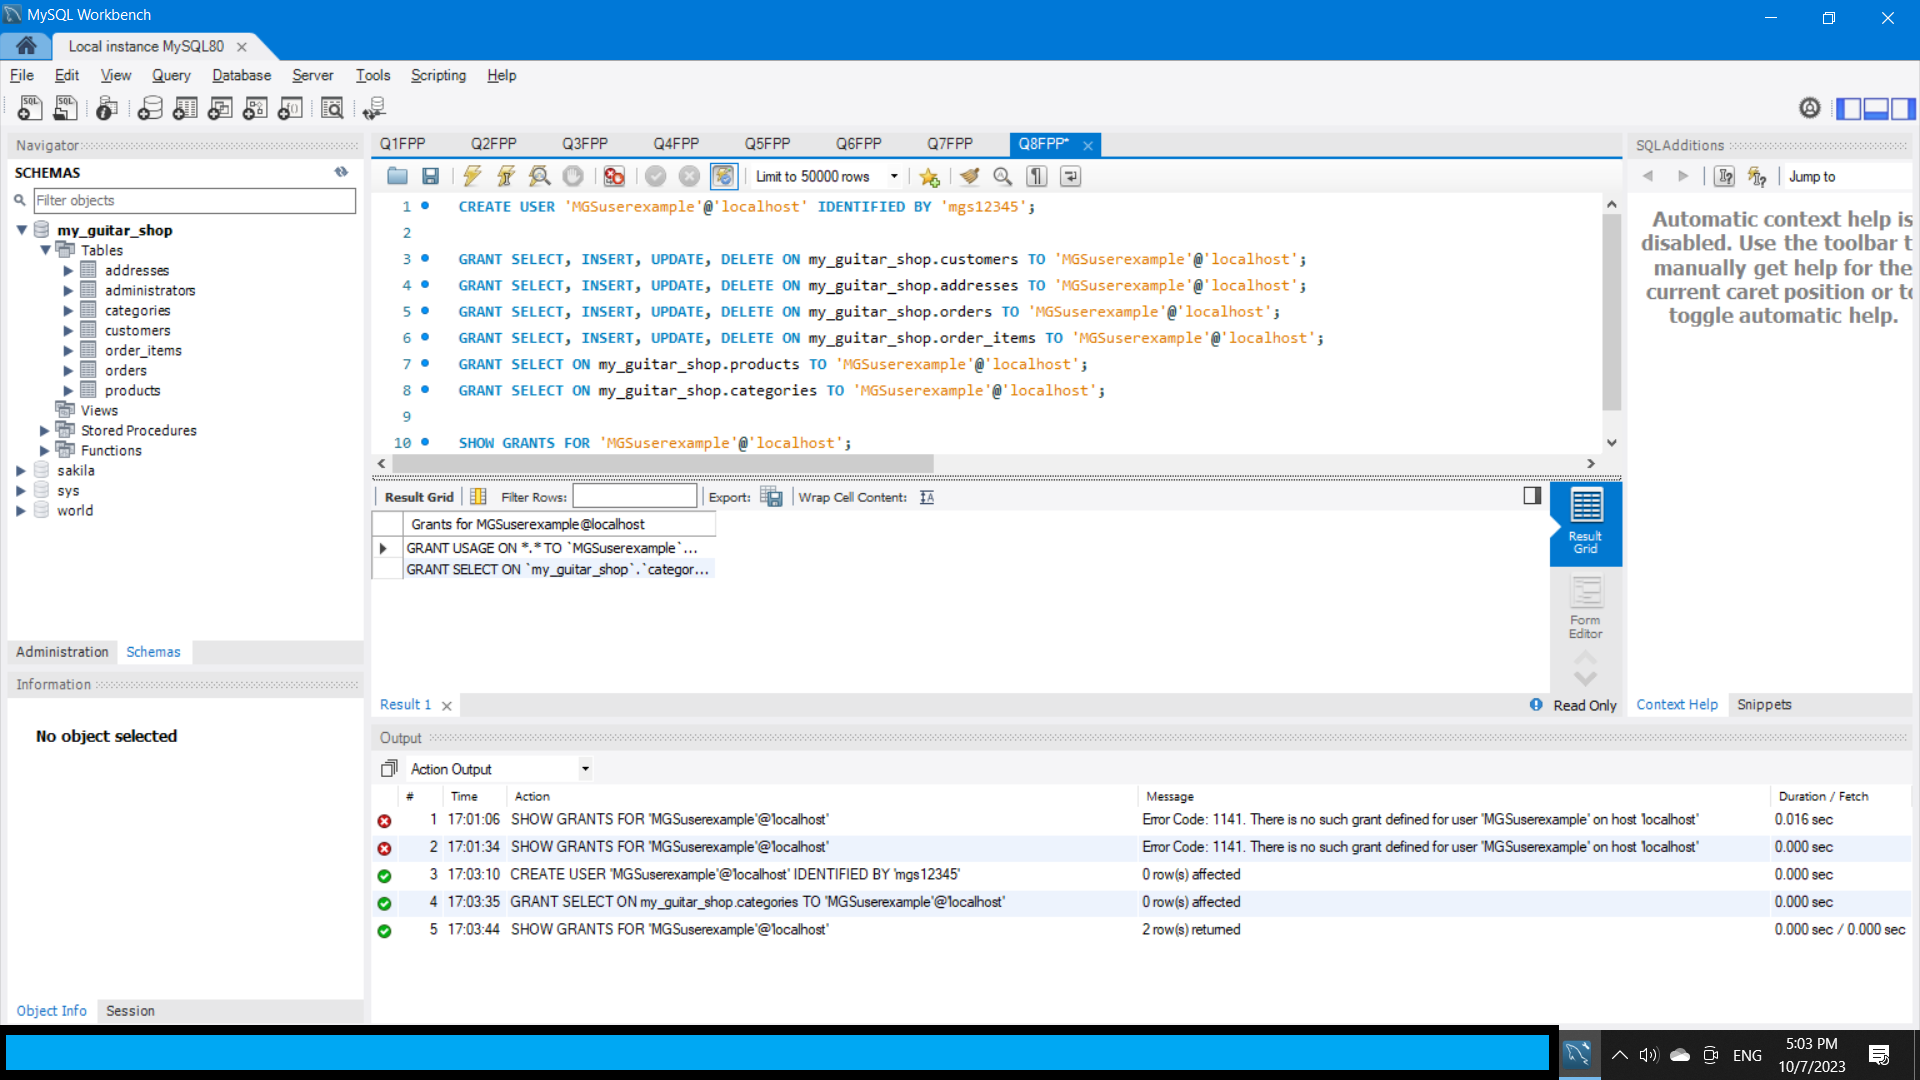 MySQL Workbench
Local instance MySQL80
File Edit View Query Database Server Tools Scripting Help
Navigator
SCHEMAS
Filter objects
my_guitar_shop
Tables
addresses
administrators
categories
customers
order_items
orders
products
Views
Stored Procedures
Functions
sakila
sys
world
Administration Schemas
Information
No object selected
Object Info Session
Q1FPP Q2FPP Q3FPP Q4FPP Q5FPP Q6FPP Q7FPP Q8FPP*
Limit to 50000 rows
1 CREATE USER 'MGSuserexample'@'localhost' IDENTIFIED BY 'mgs12345';
2
3 GRANT SELECT, INSERT, UPDATE, DELETE ON my_guitar_shop.customers TO 'MGSuserexample'@'localhost';
4 GRANT SELECT, INSERT, UPDATE, DELETE ON my_guitar_shop.addresses TO 'MGSuserexample'@'localhost';
5 GRANT SELECT, INSERT, UPDATE, DELETE ON my_guitar_shop.orders TO 'MGSuserexample'@'localhost';
6 GRANT SELECT, INSERT, UPDATE, DELETE ON my_guitar_shop.order_items TO 'MGSuserexample'@'localhost';
7 GRANT SELECT ON my_guitar_shop.products TO 'MGSuserexample'@'localhost';
8 GRANT SELECT ON my_guitar_shop.categories TO 'MGSuserexample'@'localhost';
9
10 SHOW GRANTS FOR 'MGSuserexample'@'localhost';
Result Grid Filter Rows: Export: Wrap Cell Content:
Grants for MGSuserexample@localhost
GRANT USAGE ON *.* TO `MGSuserexample`...
GRANT SELECT ON `my_guitar_shop`.`categor...
Result
Grid
Form
Editor
Result 1
Read Only
SQLAdditions
Jump to
Automatic context help is
disabled. Use the toolbar t
manually get help for the
current caret position or to
toggle automatic help.
Context Help Snippets
Output
Action Output
# Time Action Message Duration / Fetch
1 17:01:06 SHOW GRANTS FOR 'MGSuserexample'@'localhost' Error Code: 1141. There is no such grant defined for user 'MGSuserexample' on host 'localhost' 0.016 sec
2 17:01:34 SHOW GRANTS FOR 'MGSuserexample'@'localhost' Error Code: 1141. There is no such grant defined for user 'MGSuserexample' on host 'localhost' 0.000 sec
3 17:03:10 CREATE USER 'MGSuserexample'@'localhost' IDENTIFIED BY 'mgs12345' 0 row(s) affected 0.000 sec
4 17:03:35 GRANT SELECT ON my_guitar_shop.categories TO 'MGSuserexample'@'localhost' 0 row(s) affected 0.000 sec
5 17:03:44 SHOW GRANTS FOR 'MGSuserexample'@'localhost' 2 row(s) returned 0.000 sec / 0.000 sec
ENG
5:03 PM
10/7/2023